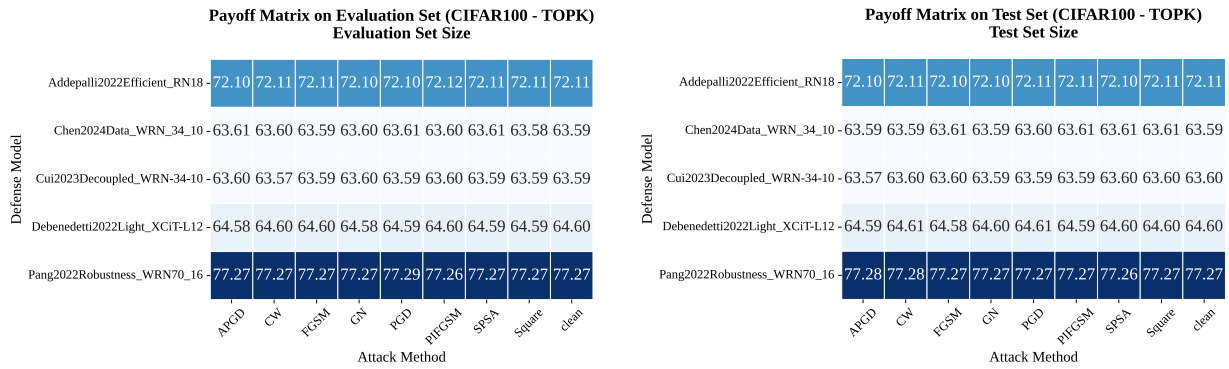 Payoff Matrix on Evaluation Set (CIFAR100 - TOPK)
Evaluation Set Size
Defense Model
Addepalli2022Efficient_RN18 72.10 72.11 72.11 72.10 72.10 72.12 72.11 72.11 72.11
Chen2024Data_WRN_34_10 63.61 63.60 63.59 63.60 63.61 63.60 63.61 63.58 63.59
Cui2023Decoupled_WRN-34-10 63.60 63.57 63.59 63.60 63.59 63.60 63.59 63.59 63.59
Debenedetti2022Light_XCiT-L12 64.58 64.60 64.60 64.58 64.59 64.60 64.59 64.59 64.60
Pang2022Robustness_WRN70_16 77.27 77.27 77.27 77.27 77.29 77.26 77.27 77.27 77.27
APGD CW FGSM GN PGD PIFGSM SPSA Square clean
Attack Method
Payoff Matrix on Test Set (CIFAR100 - TOPK)
Test Set Size
Defense Model
Addepalli2022Efficient_RN18 72.10 72.11 72.11 72.10 72.11 72.10 72.11 72.11 72.11
Chen2024Data_WRN_34_10 63.59 63.59 63.61 63.59 63.60 63.61 63.61 63.61 63.59
Cui2023Decoupled_WRN-34-10 63.57 63.60 63.60 63.59 63.59 63.59 63.60 63.60 63.60
Debenedetti2022Light_XCiT-L12 64.59 64.61 64.58 64.60 64.61 64.59 64.60 64.60 64.60
Pang2022Robustness_WRN70_16 77.28 77.28 77.27 77.27 77.27 77.27 77.26 77.27 77.27
APGD CW FGSM GN PGD PIFGSM SPSA Square clean
Attack Method